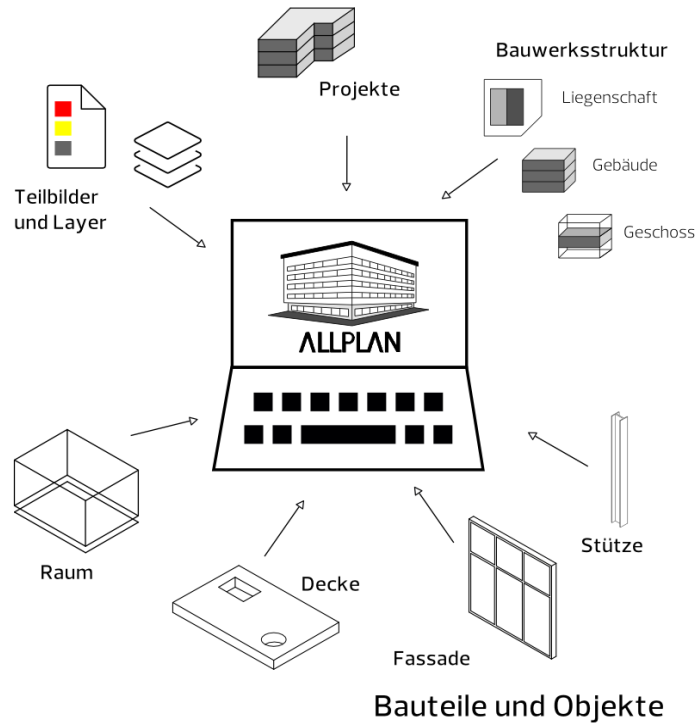 Projekte
Bauwerksstruktur
Liegenschaft
Gebäude
Geschoss
Teilbilder
und Layer
ALLPLAN
Raum
Decke
Fassade
Stütze
Bauteile und Objekte